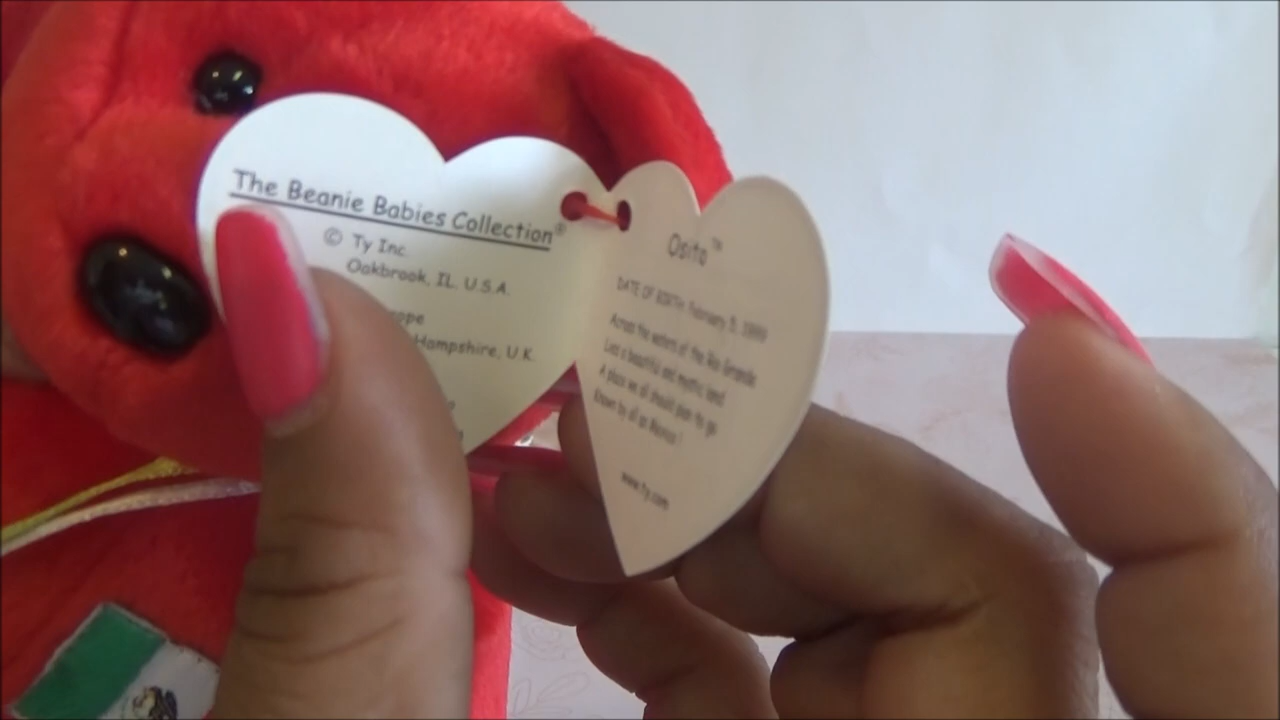 The Beanie Babies Collection®
© Ty Inc.
Oakbrook, IL. U.S.A.
Hampshire, U.K.
Osito™
DATE OF BIRTH: February 5, 1999
Across the waters of the Rio Grande
Lies a beautiful and mystic land
A place we all should plan to go
Known by all as Mexico!
www.ty.com